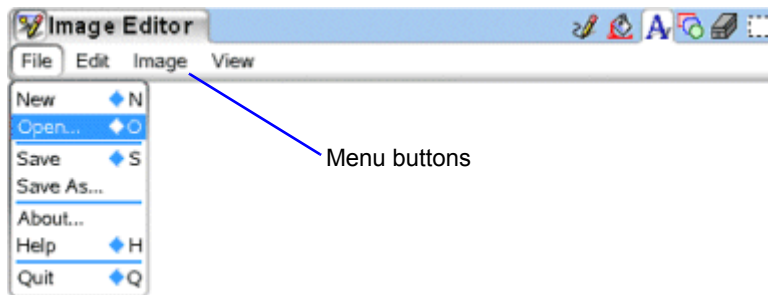 Image Editor
File Edit Image View
New ◆ N
Open... ◆ O
Save ◆ S
Save As...
About...
Help ◆ H
Quit ◆ Q
Menu buttons